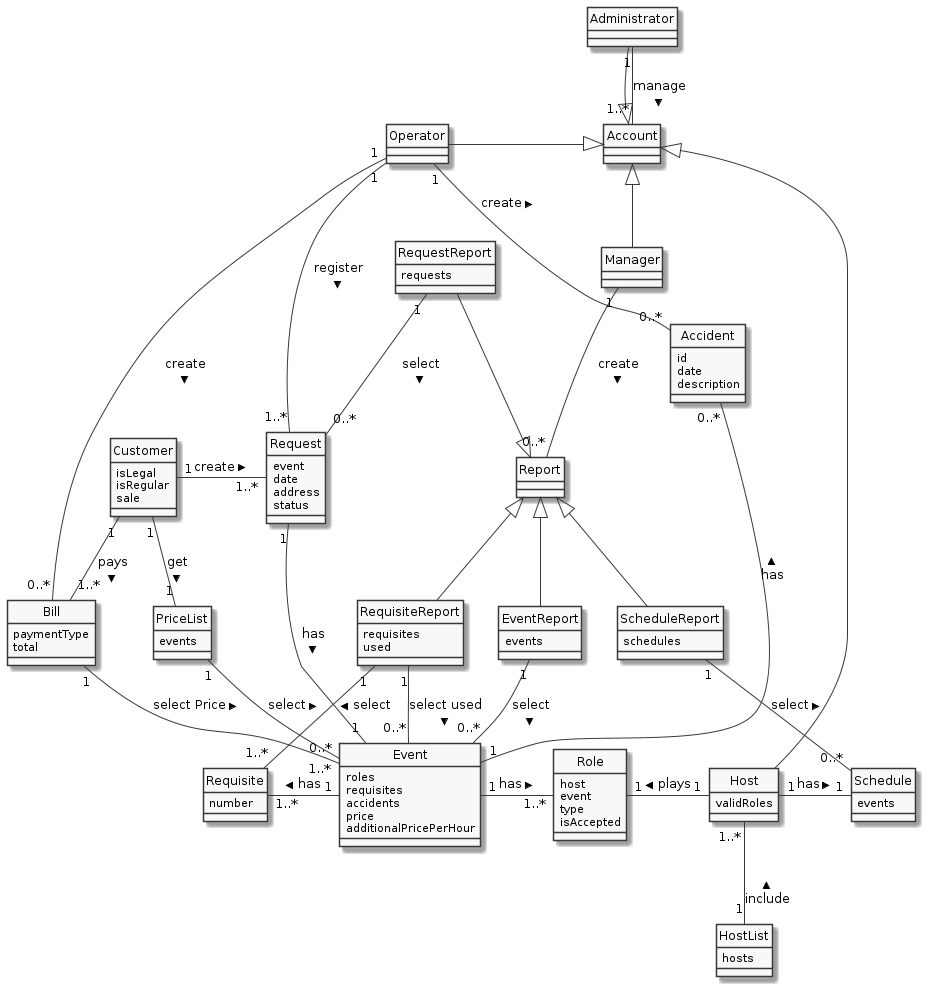 Administrator
1
manage
▼
1..*
Operator
Account
1
1
1
create ▶
RequestReport
requests
Manager
register
▼
1
1
0..*
Accident
id
date
description
create
▼
select
▼
create
▼
1..*
0..*
0..*
0..*
Customer
isLegal
isRegular
sale
1
create ▶
1..*
Request
event
date
address
status
Report
1
1
1
pays
▼
get
▼
▲
has
0..*
1..*
1
Bill
paymentType
total
PriceList
events
RequisiteReport
requisites
used
EventReport
events
ScheduleReport
schedules
has
▼
1
1
1
1
1
1
select Price ▶
select ▶
◀ select
select used
▼
select
▼
select ▶
1
0..*
0..*
1..*
0..*
1..*
1
0..*
Requisite
number
◀ has
1
1..*
Event
roles
requisites
accidents
price
additionalPricePerHour
1
has ▶
1..*
Role
host
event
type
isAccepted
1
◀ plays
1
Host
validRoles
1
has ▶
1
Schedule
events
1..*
▲
include
1
HostList
hosts